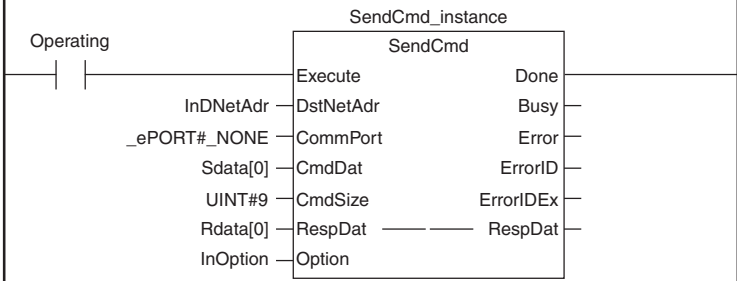 SendCmd_instance
Operating
SendCmd
Execute Done
InDNetAdr DstNetAdr Busy
_ePORT#_NONE CommPort Error
Sdata[0] CmdDat ErrorID
UINT#9 CmdSize ErrorIDEx
Rdata[0] RespDat RespDat
InOption Option